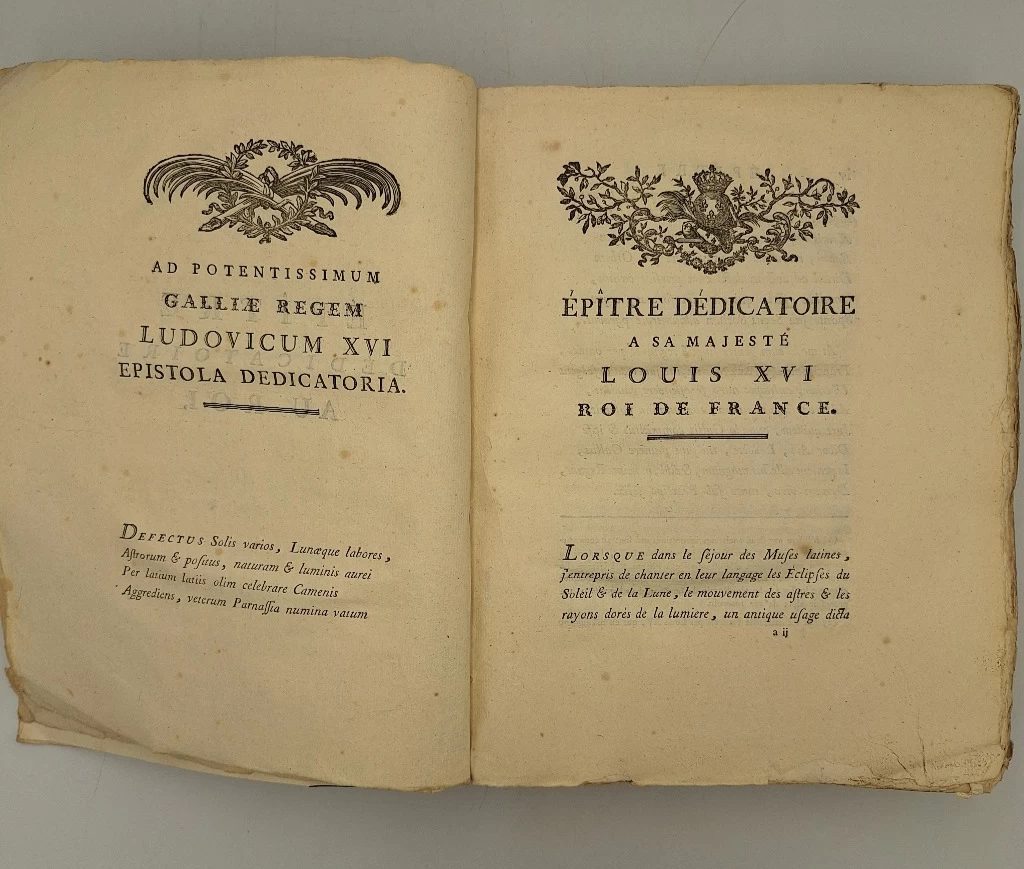 AD POTENTISSIMUM
GALLIÆ REGEM
LUDOVICUM XVI
EPISTOLA DEDICATORIA.
DEFECTVS Solis varios, Lunæque labores,
Aſtrorum & poſitus, naturam & luminis aurei
Per latium latiis olim celebrare Camenis
Aggrediens, veterum Parnaſſia numina vatum
ÉPÎTRE DÉDICATOIRE
A SA MAJESTÉ
LOUIS XVI
ROI DE FRANCE.
LORSQUE dans le ſéjour des Muſes latines,
j'entrepris de chanter en leur langage les Éclipſes du
Soleil & de la Lune, le mouvement des aſtres & les
rayons dorés de la lumiere, un antique uſage dicta
a ij